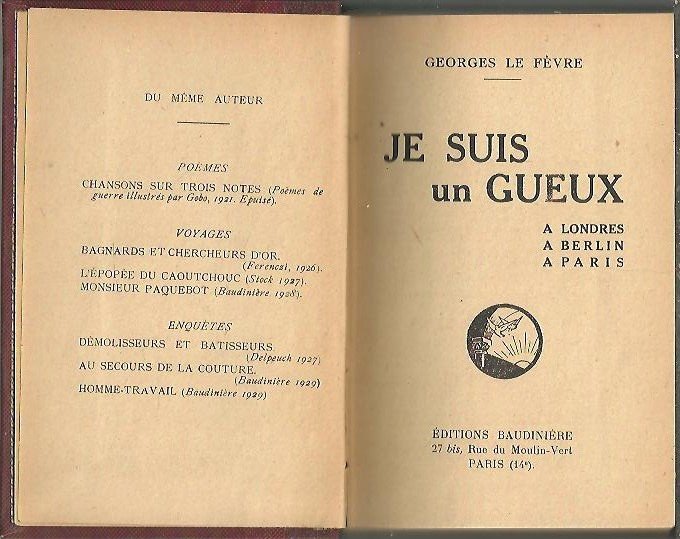 DU MÊME AUTEUR
POÈMES
CHANSONS SUR TROIS NOTES (Poèmes de
guerre illustrés par Gobo, 1921. Epuisé).
VOYAGES
BAGNARDS ET CHERCHEURS D'OR.
(Ferenczi, 1926).
L'ÉPOPÉE DU CAOUTCHOUC (Stock 1927).
MONSIEUR PAQUEBOT (Baudinière 1928).
ENQUÊTES
DÉMOLISSEURS ET BATISSEURS.
(Delpeuch 1927)
AU SECOURS DE LA COUTURE.
(Baudinière 1929)
HOMME-TRAVAIL (Baudinière 1929)
GEORGES LE FÈVRE
JE SUIS
un GUEUX
A LONDRES
A BERLIN
A PARIS
ÉDITIONS BAUDINIÈRE
27 bis, Rue du Moulin-Vert
PARIS (14e).